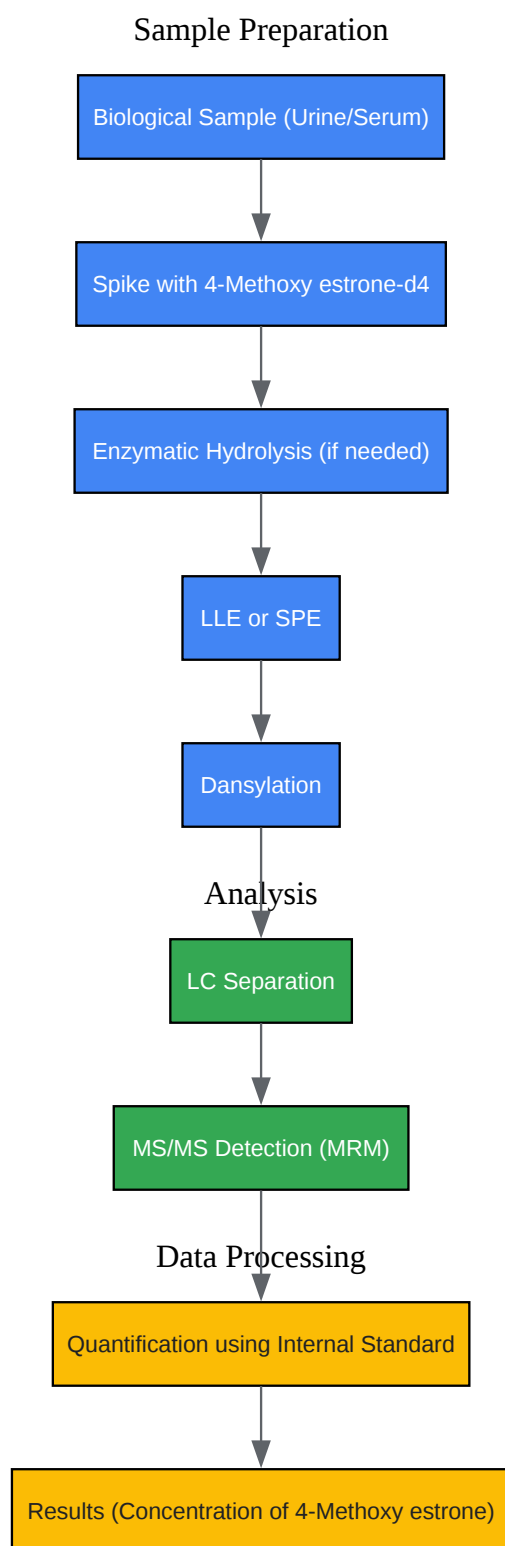 Sample Preparation
Biological Sample (Urine/Serum)
Spike with 4-Methoxy estrone-d4
Enzymatic Hydrolysis (if needed)
LLE or SPE
Dansylation
Analysis
LC Separation
MS/MS Detection (MRM)
Data Processing
Quantification using Internal Standard
Results (Concentration of 4-Methoxy estrone)